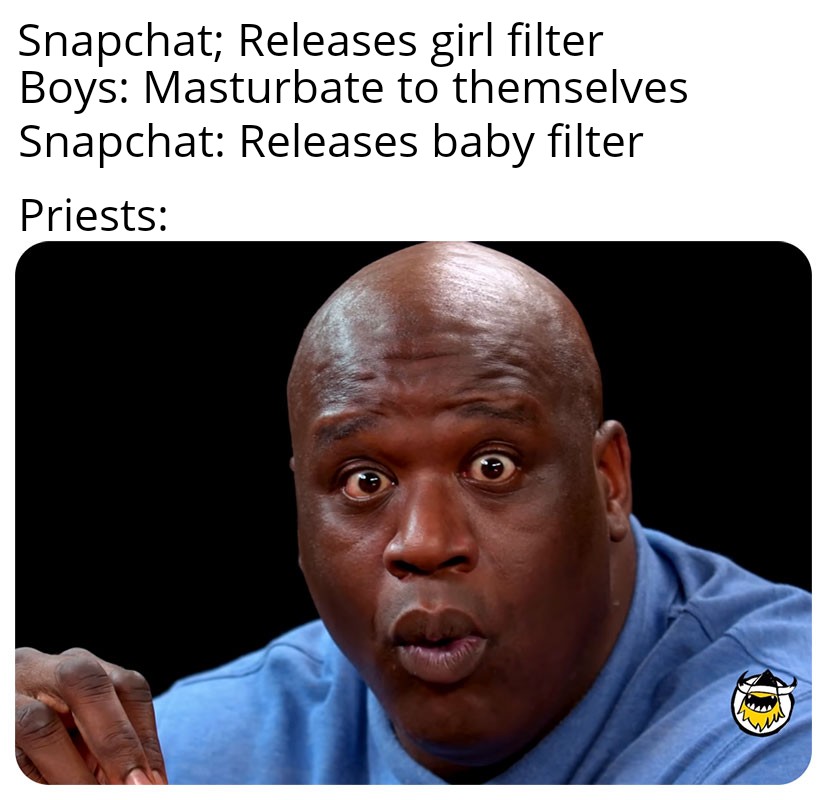 Snapchat; Releases girl filter
Boys: Masturbate to themselves
Snapchat: Releases baby filter
Priests: